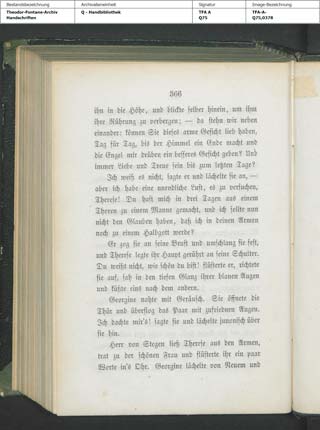 Bestandsbezeichnung Archivalieneinheit Signatur Image-Bezeichnung
Theodor-Fontane-Archiv Q - Handbibliothek TFA A TFA-A-
Handschriften Q75 Q75,0378
366
ihn in die Höhe, und blickte selber hinein, um ihm
ihre Rührung zu verbergen; — da stehn wir neben
einander: können Sie dieses arme Gesicht lieb haben,
Tag für Tag, bis der Himmel ein Ende macht und
die Engel mir drüben ein besseres Gesicht geben? Und
immer Liebe und Treue sein bis zum letzten Tage?
Ich weiß es nicht, sagte er und lächelte sie an, —
aber ich habe eine unendliche Lust, es zu versuchen,
Therese! Du hast mich in drei Tagen aus einem
Thoren zu einem Manne gemacht, und ich sollte nun
nicht den Glauben haben, daß ich in deinen Armen
noch zu einem Halbgott werde?
Er zog sie an seine Brust und umschlang sie fest,
und Therese legte ihr Haupt gerührt an seine Schulter.
Du weißt nicht, wie schön du bist! flüsterte er, richtete
sie auf, sah in den tiefen Glanz ihrer blauen Augen
und küßte eins nach dem andern.
Georgine nahte mit Geräusch. Sie öffnete die
Thür und überflog das Paar mit zufriednen Augen.
Ich dachte mir's! sagte sie und lächelte junonisch über
sie hin.
Herr von Stegen ließ Therese aus den Armen,
trat zu der schönen Frau und flüsterte ihr ein paar
Worte in's Ohr. Georgine lächelte von Neuem und